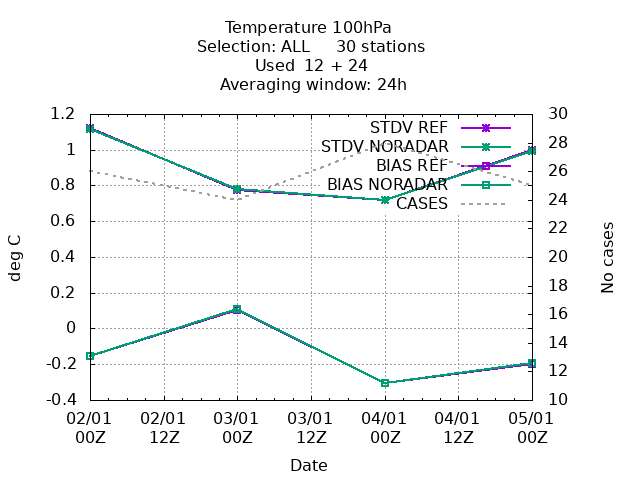 Temperature 100hPa
Selection: ALL 30 stations
Used 12 + 24
Averaging window: 24h
1.2
1
0.8
0.6
0.4
0.2
0
-0.2
-0.4
deg C
30
28
26
24
22
20
18
16
14
12
10
No cases
STDV REF
STDV NORADAR
BIAS REF
BIAS NORADAR
CASES
02/01 02/01 03/01 03/01 04/01 04/01 05/01
00Z 12Z 00Z 12Z 00Z 12Z 00Z
Date